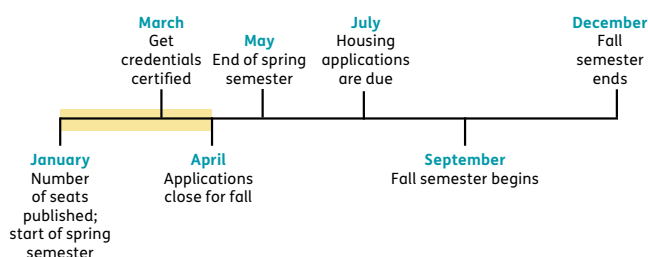 March
Get
credentials
certified
May
End of spring
semester
July
Housing
applications
are due
December
Fall
semester
ends
January
Number
of seats
published;
start of spring
semester
April
Applications
close for fall
September
Fall semester begins